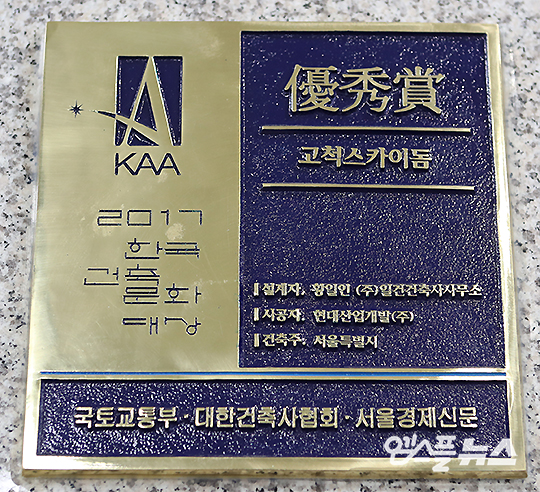 KAA
2017
한국
건축
문화
대상
優秀賞
고척스카이돔
설계자. 황일인 (주)일건건축사사무소
시공자. 현대산업개발(주)
건축주. 서울특별시
국토교통부·대한건축사협회·서울경제신문
엠스플뉴스